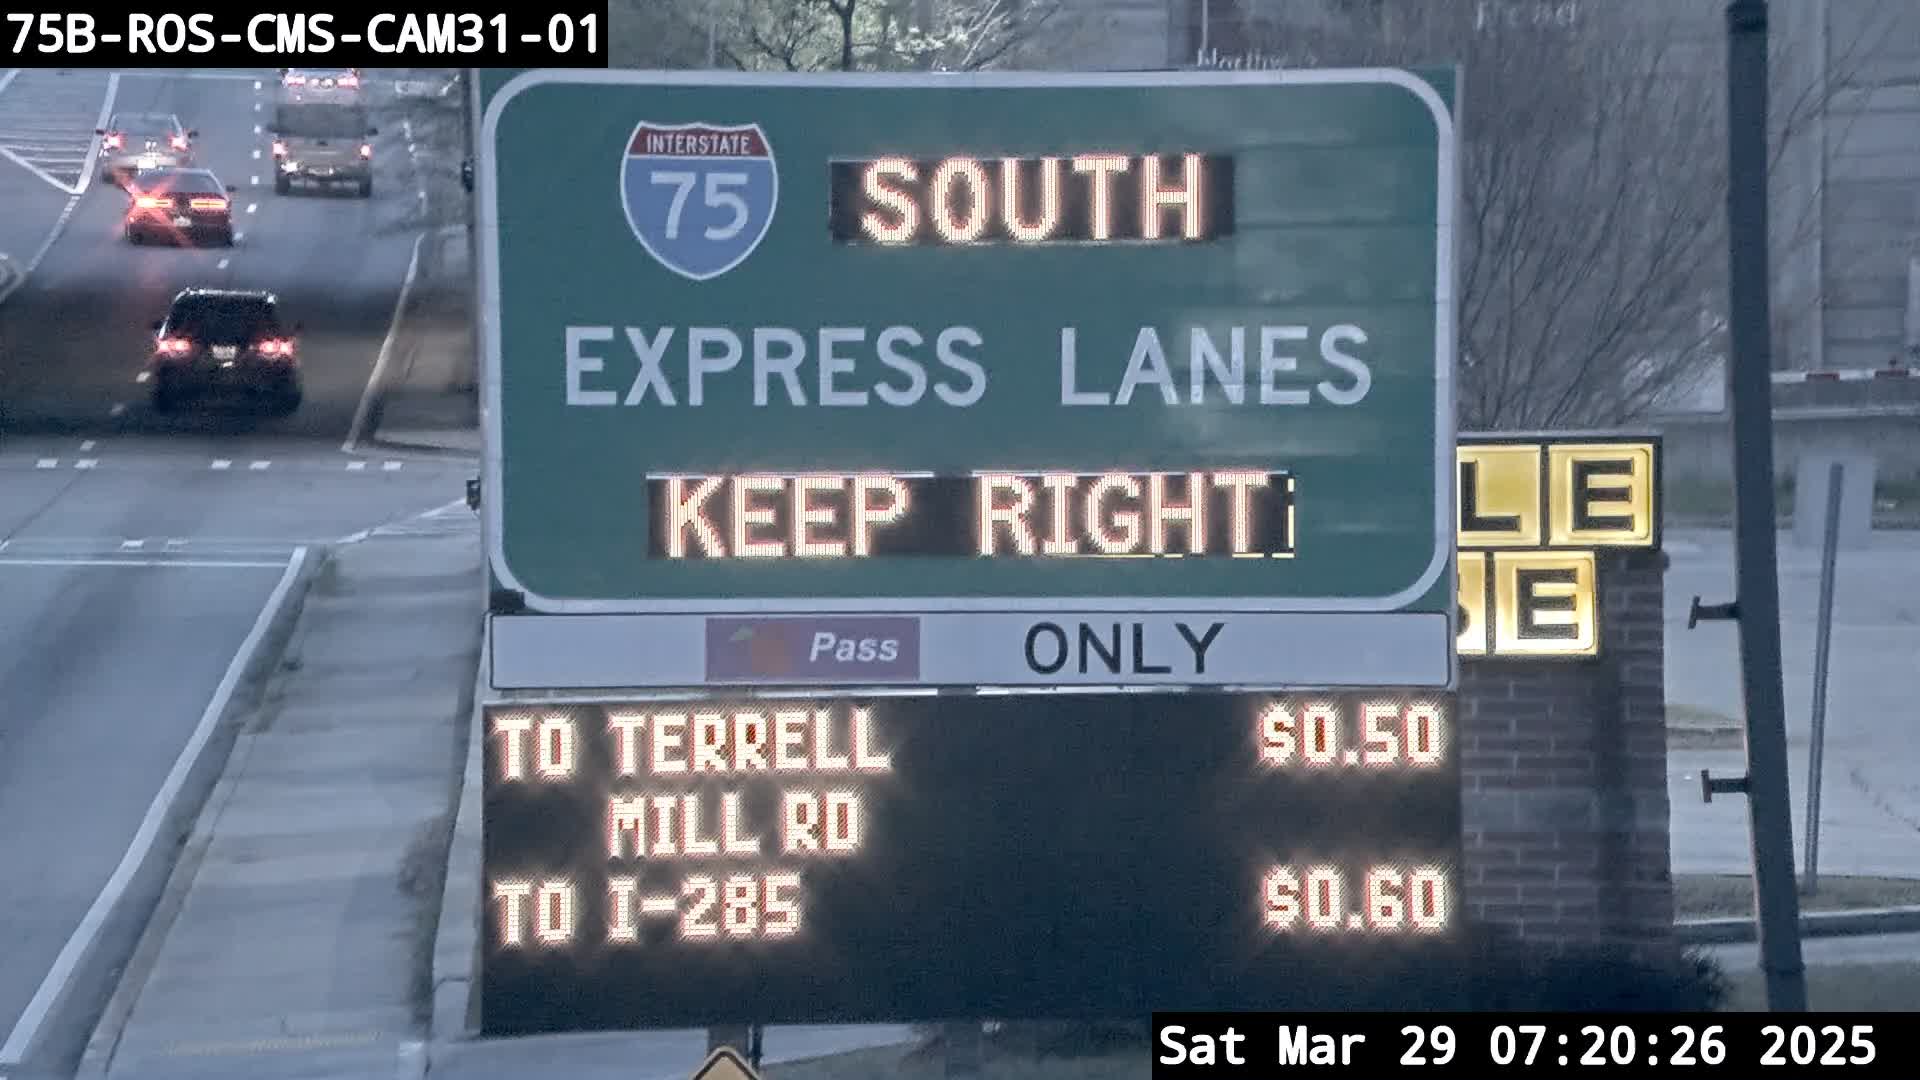 75B-ROS-CMS-CAM31-01
INTERSTATE
75
SOUTH
EXPRESS LANES
KEEP RIGHT
Pass ONLY
TO TERRELL $0.50
MILL RD
TO I-285 $0.60
LE
E
Sat Mar 29 07:20:26 2025